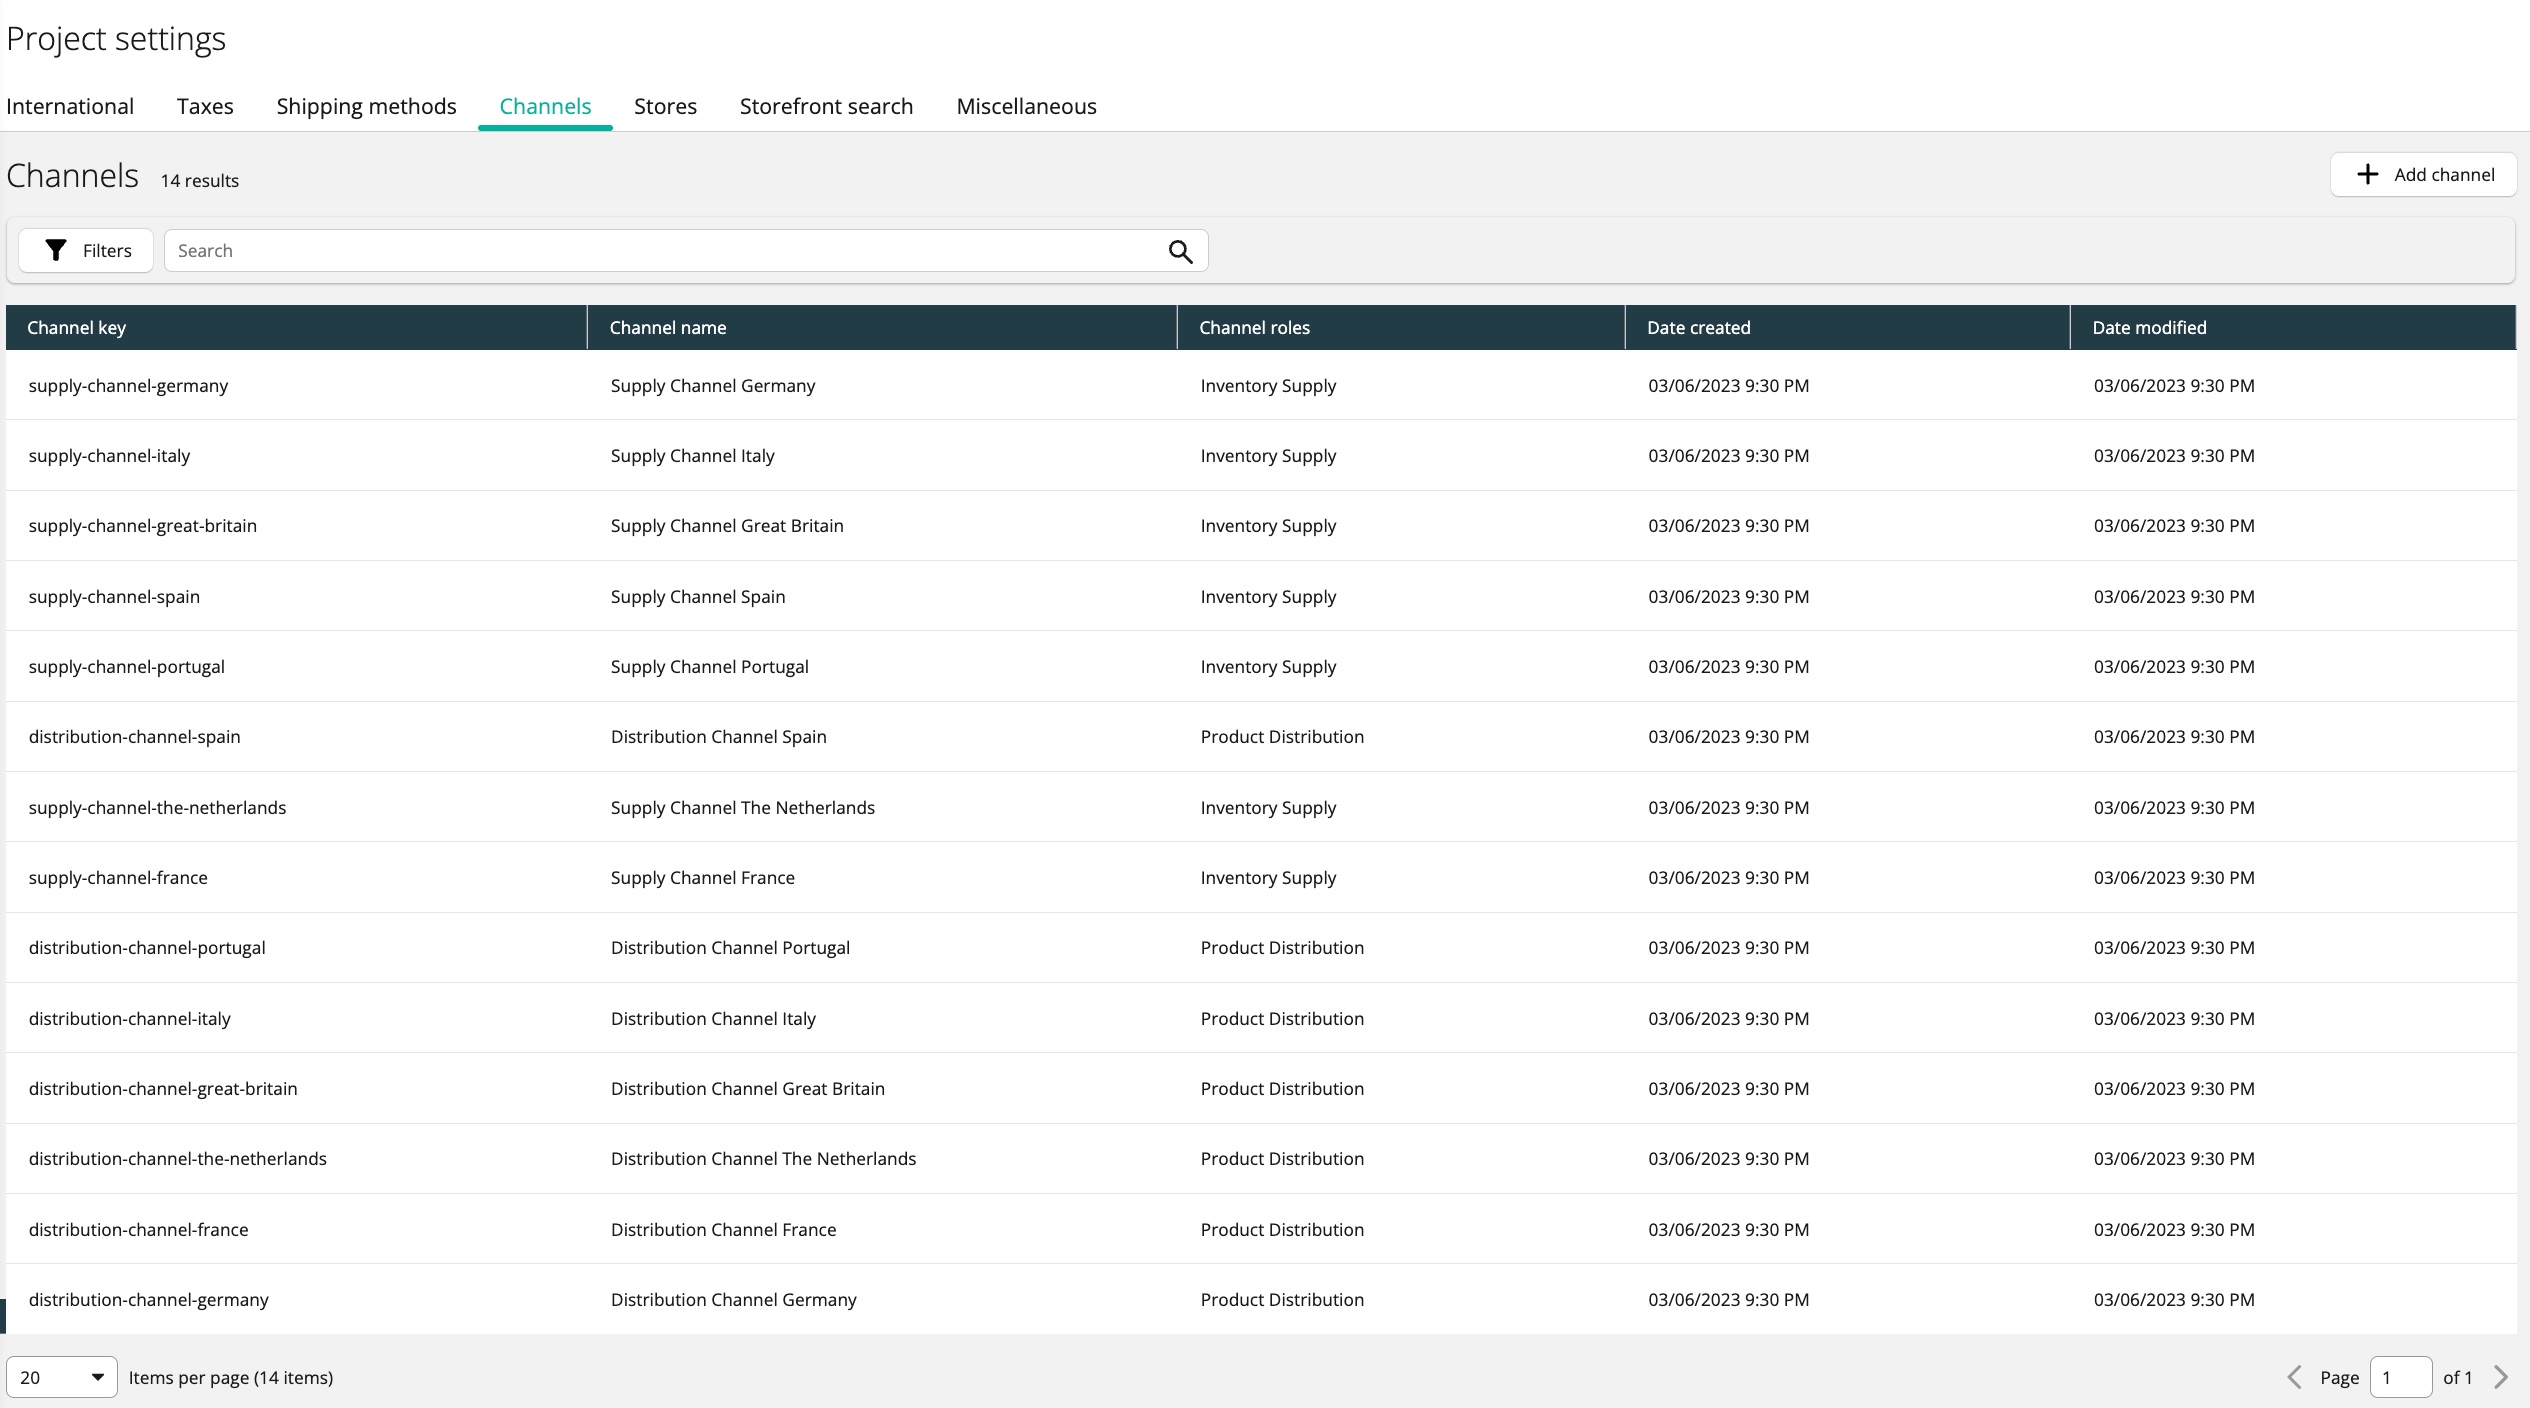 Project settings
International Taxes Shipping methods Channels Stores Storefront search Miscellaneous
Channels 14 results Add channel
Filters Search
Channel key Channel name Channel roles Date created Date modified
supply-channel-germany Supply Channel Germany Inventory Supply 03/06/2023 9:30 PM 03/06/2023 9:30 PM
supply-channel-italy Supply Channel Italy Inventory Supply 03/06/2023 9:30 PM 03/06/2023 9:30 PM
supply-channel-great-britain Supply Channel Great Britain Inventory Supply 03/06/2023 9:30 PM 03/06/2023 9:30 PM
supply-channel-spain Supply Channel Spain Inventory Supply 03/06/2023 9:30 PM 03/06/2023 9:30 PM
supply-channel-portugal Supply Channel Portugal Inventory Supply 03/06/2023 9:30 PM 03/06/2023 9:30 PM
distribution-channel-spain Distribution Channel Spain Product Distribution 03/06/2023 9:30 PM 03/06/2023 9:30 PM
supply-channel-the-netherlands Supply Channel The Netherlands Inventory Supply 03/06/2023 9:30 PM 03/06/2023 9:30 PM
supply-channel-france Supply Channel France Inventory Supply 03/06/2023 9:30 PM 03/06/2023 9:30 PM
distribution-channel-portugal Distribution Channel Portugal Product Distribution 03/06/2023 9:30 PM 03/06/2023 9:30 PM
distribution-channel-italy Distribution Channel Italy Product Distribution 03/06/2023 9:30 PM 03/06/2023 9:30 PM
distribution-channel-great-britain Distribution Channel Great Britain Product Distribution 03/06/2023 9:30 PM 03/06/2023 9:30 PM
distribution-channel-the-netherlands Distribution Channel The Netherlands Product Distribution 03/06/2023 9:30 PM 03/06/2023 9:30 PM
distribution-channel-france Distribution Channel France Product Distribution 03/06/2023 9:30 PM 03/06/2023 9:30 PM
distribution-channel-germany Distribution Channel Germany Product Distribution 03/06/2023 9:30 PM 03/06/2023 9:30 PM
20 Items per page (14 items) Page 1 of 1